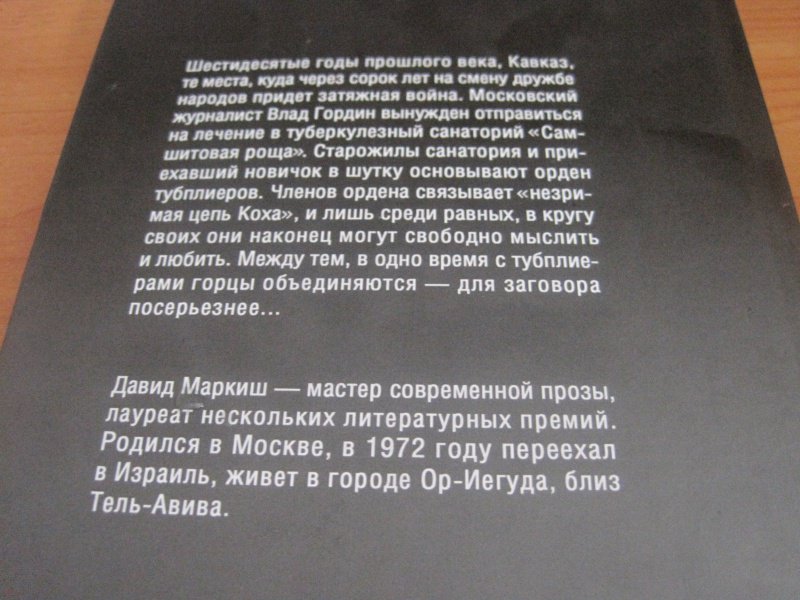 Шестидесятые годы прошлого века, Кавказ,
те места, куда через сорок лет на смену дружбе
народов придет затяжная война. Московский
журналист Влад Гордин вынужден отправиться
на лечение в туберкулезный санаторий «Сам-
шитовая роща». Старожилы санатория и при-
ехавший новичок в шутку основывают орден
тубплиеров. Членов ордена связывает «незри-
мая цепь Коха», и лишь среди равных, в кругу
своих они наконец могут свободно мыслить
и любить. Между тем, в одно время с тубплие-
рами горцы объединяются — для заговора
посерьезнее...
Давид Маркиш — мастер современной прозы,
лауреат нескольких литературных премий.
Родился в Москве, в 1972 году переехал
в Израиль, живет в городе Ор-Иегуда, близ
Тель-Авива.